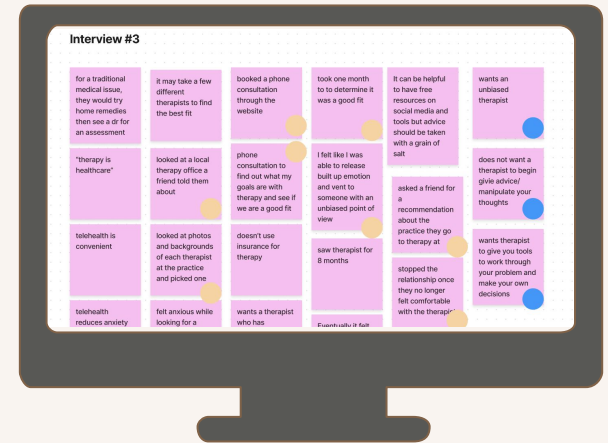 Interview #3
for a traditional
medical issue,
they would try
home remedies
then see a dr for
an assessment
"therapy is
healthcare"
telehealth is
convenient
telehealth
reduces anxiety
it may take a few
different
therapists to find
the best fit
looked at a local
therapy office a
friend told them
about
looked at photos
and backgrounds
of each therapist
at the practice
and picked one
felt anxious while
looking for a
booked a phone
consultation
through the
website
phone
consultation to
find out what my
goals are with
therapy and see if
we are a good fit
doesn't use
insurance for
therapy
wants a therapist
who has
took one month
to to determine it
was a good fit
I felt like I was
able to release
built up emotion
and vent to
someone with an
unbiased point of
view
saw therapist for
8 months
Eventually it felt
It can be helpful
to have free
resources on
social media and
tools but advice
should be taken
with a grain of
salt
asked a friend for
a
recommendation
about the
practice they go
to therapy at
stopped the
relationship once
they no longer
felt comfortable
with the therapist
wants an
unbiased
therapist
does not want a
therapist to begin
givie advice/
manipulate your
thoughts
wants therapist
to give you tools
to work through
your problem and
make your own
decisions